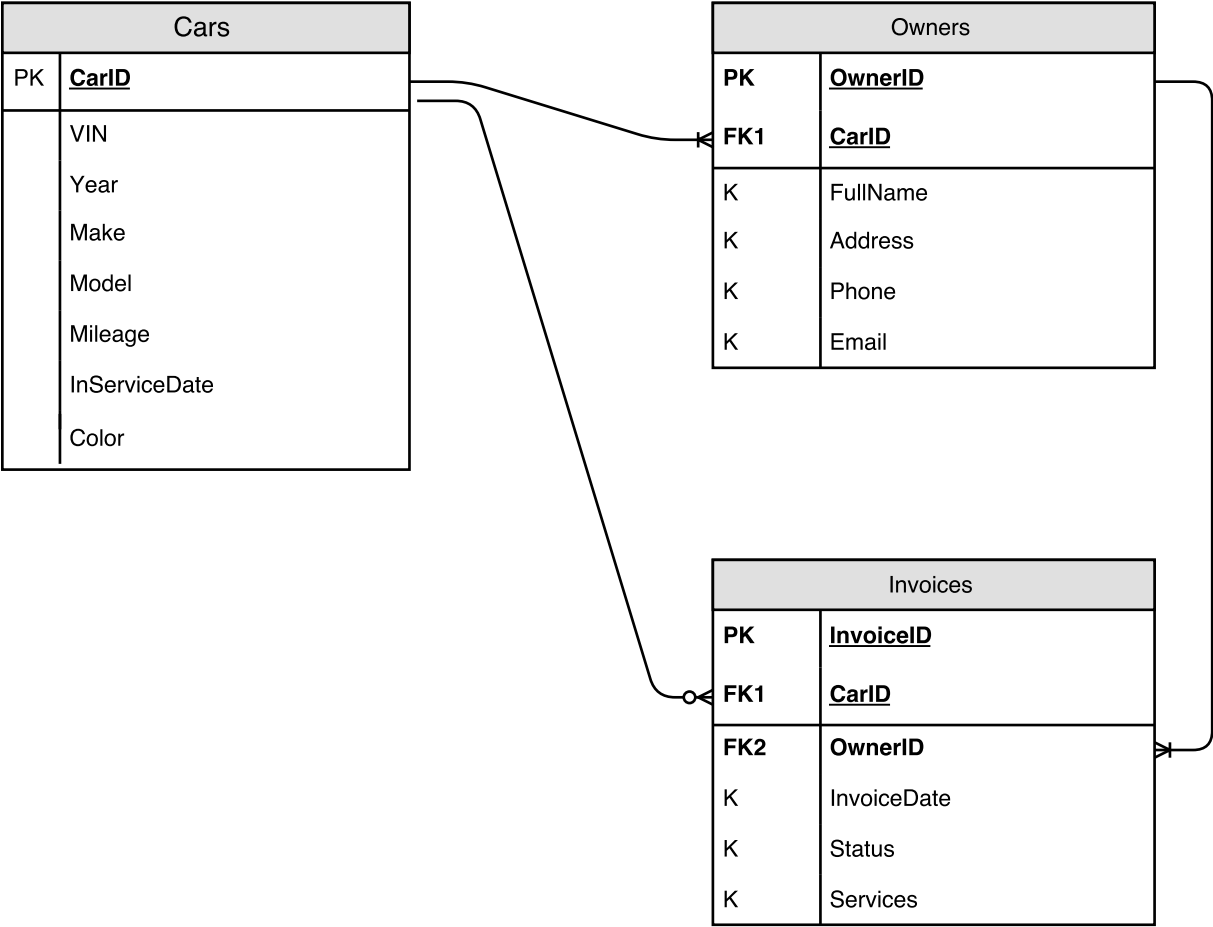 Cars
PK CarID
VIN
Year
Make
Model
Mileage
InServiceDate
Color
Owners
PK OwnerID
FK1 CarID
K FullName
K Address
K Phone
K Email
Invoices
PK InvoiceID
FK1 CarID
FK2 OwnerID
K InvoiceDate
K Status
K Services